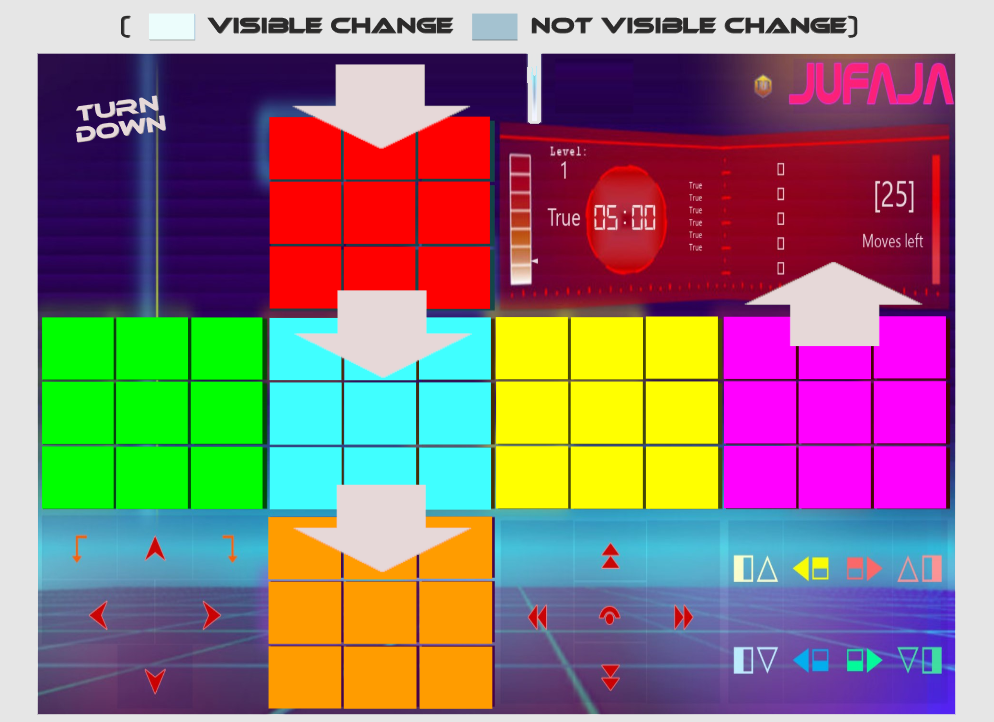 ( VISIBLE CHANGE NOT VISIBLE CHANGE)
JUFAJA
TURN
DOWN
Level:
1
True
05:00
True
True
True
True
True
True
[25]
Moves left